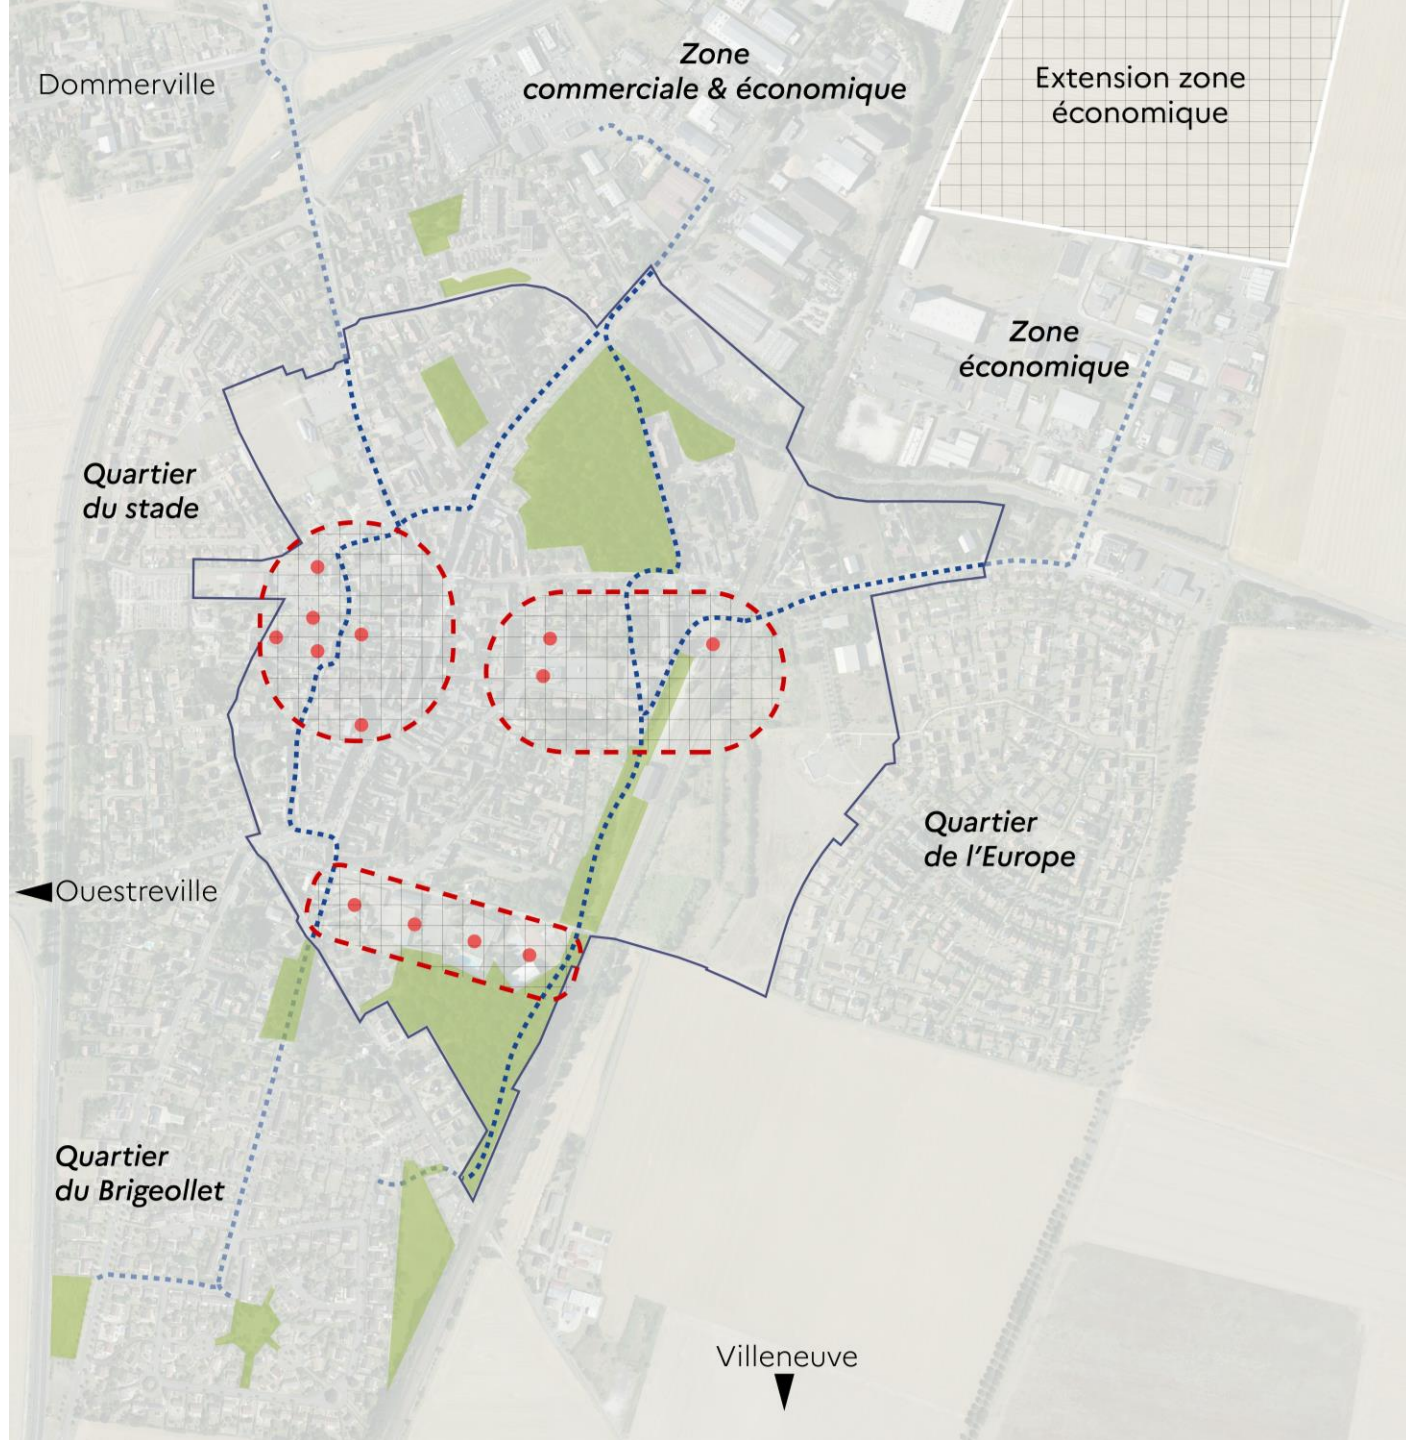 Zone
commerciale & économique
Dommerville
Extension zone
économique
Zone
économique
Quartier
du stade
Quartier
de l'Europe
Ouestreville
Quartier
du Brigeollet
Villeneuve